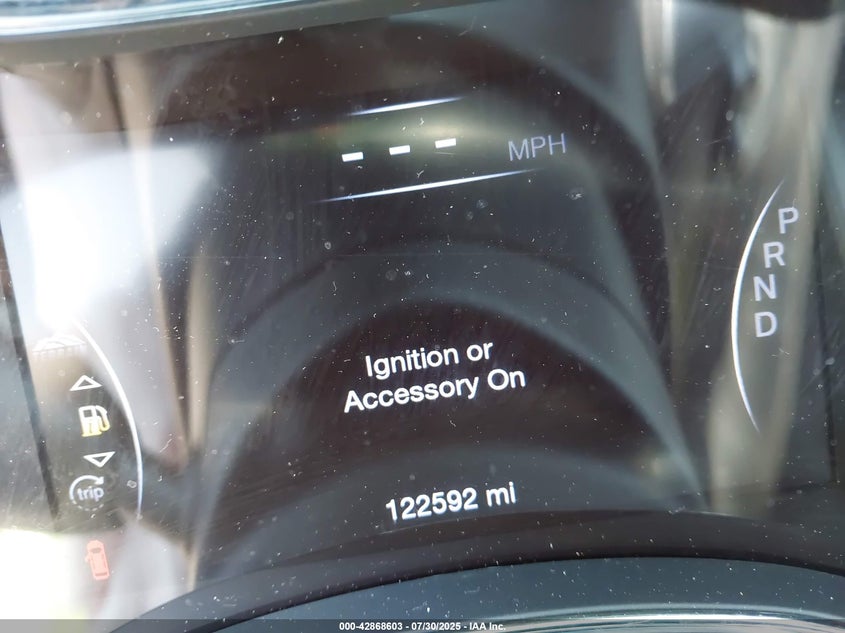 --- MPH
P
R
N
D
Ignition or
Accessory On
trip
122592 mi
000-42868603 - 07/30/2025 - IAA Inc.